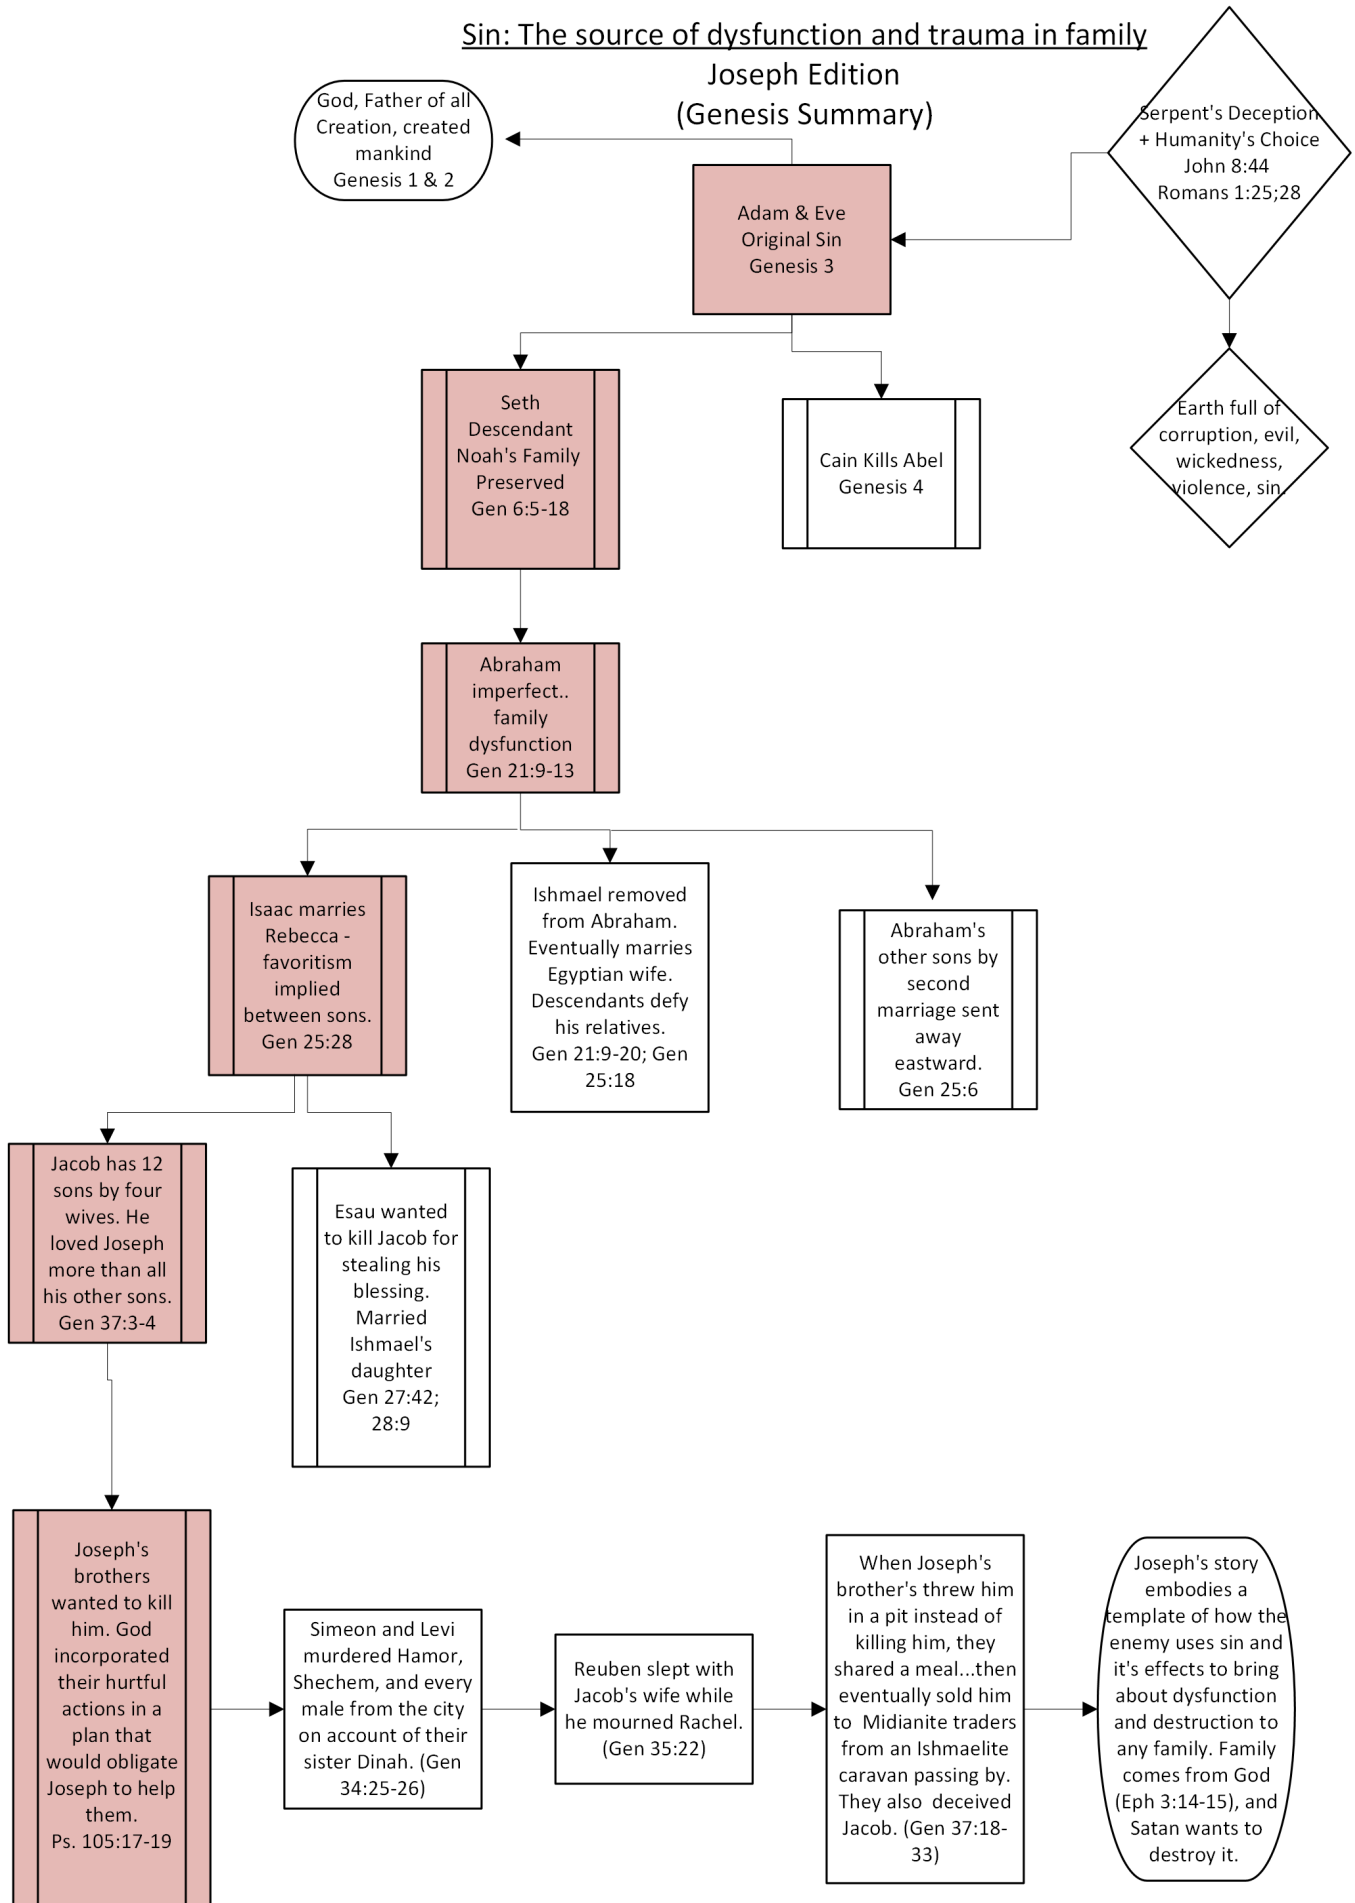 Sin: The source of dysfunction and trauma in family
Joseph Edition
(Genesis Summary)
God, Father of all
Creation, created
mankind
Genesis 1 & 2
Serpent's Deception
+ Humanity's Choice
John 8:44
Romans 1:25;28
Adam & Eve
Original Sin
Genesis 3
Seth
Descendant
Noah's Family
Preserved
Gen 6:5-18
Cain Kills Abel
Genesis 4
Earth full of
corruption, evil,
wickedness,
violence, sin.
Abraham
imperfect..
family
dysfunction
Gen 21:9-13
Isaac marries
Rebecca -
favoritism
implied
between sons.
Gen 25:28
Ishmael removed
from Abraham.
Eventually marries
Egyptian wife.
Descendants defy
his relatives.
Gen 21:9-20; Gen
25:18
Abraham's
other sons by
second
marriage sent
away
eastward.
Gen 25:6
Jacob has 12
sons by four
wives. He
loved Joseph
more than all
his other sons.
Gen 37:3-4
Esau wanted
to kill Jacob for
stealing his
blessing.
Married
Ishmael's
daughter
Gen 27:42;
28:9
Joseph's
brothers
wanted to kill
him. God
incorporated
their hurtful
actions in a
plan that
would obligate
Joseph to help
them.
Ps. 105:17-19
Simeon and Levi
murdered Hamor,
Shechem, and every
male from the city
on account of their
sister Dinah. (Gen
34:25-26)
Reuben slept with
Jacob's wife while
he mourned Rachel.
(Gen 35:22)
When Joseph's
brother's threw him
in a pit instead of
killing him, they
shared a meal...then
eventually sold him
to  Midianite traders
from an Ishmaelite
caravan passing by.
They also  deceived
Jacob. (Gen 37:18-
33)
Joseph's story
embodies a
template of how the
enemy uses sin and
it's effects to bring
about dysfunction
and destruction to
any family. Family
comes from God
(Eph 3:14-15), and
Satan wants to
destroy it.